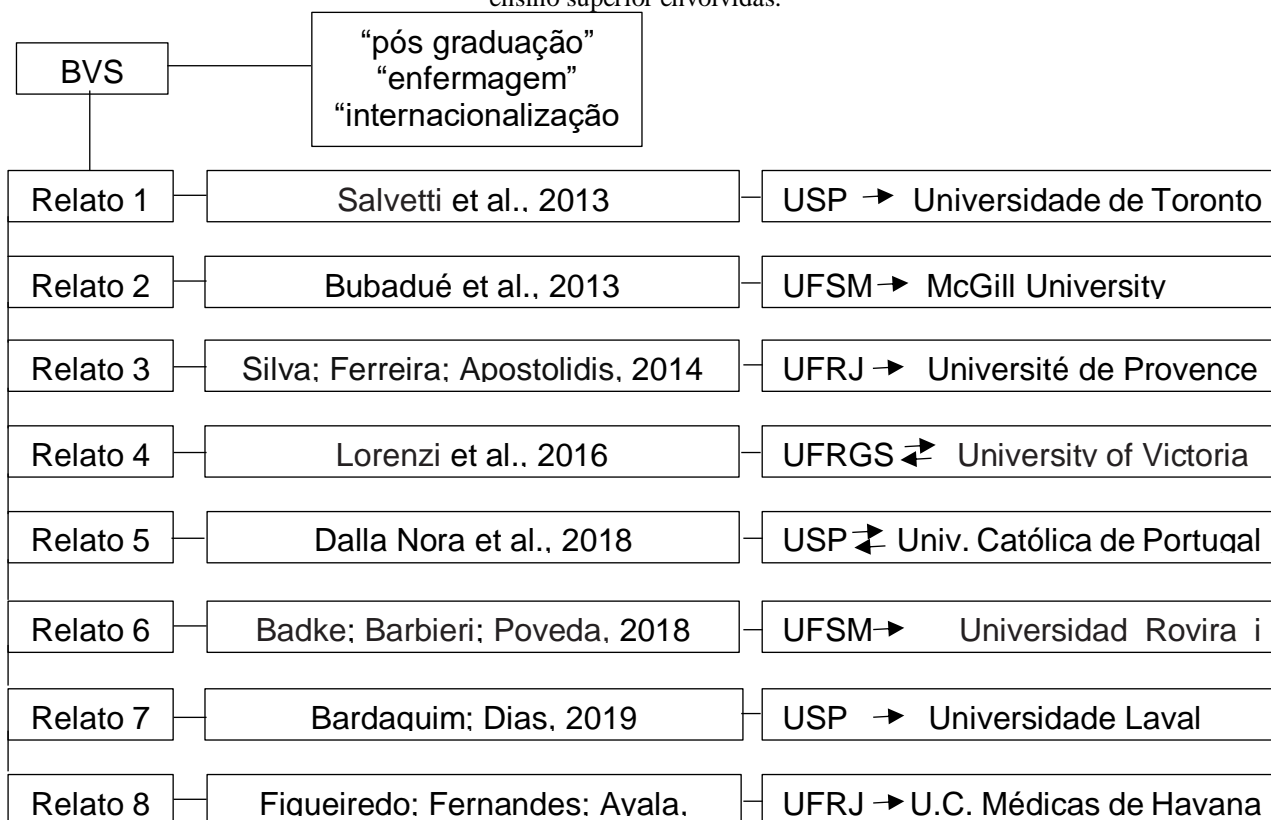 ensino superior envolvidas.
BVS
“pós graduação”
“enfermagem”
“internacionalização
Relato 1 Salvetti et al., 2013 USP → Universidade de Toronto
Relato 2 Bubadué et al., 2013 UFSM → McGill University
Relato 3 Silva; Ferreira; Apostolidis, 2014 UFRJ → Université de Provence
Relato 4 Lorenzi et al., 2016 UFRGS ⇄ University of Victoria
Relato 5 Dalla Nora et al., 2018 USP ⇄ Univ. Católica de Portugal
Relato 6 Badke; Barbieri; Poveda, 2018 UFSM → Universidad Rovira i
Relato 7 Bardaquim; Dias, 2019 USP → Universidade Laval
Relato 8 Figueiredo; Fernandes; Ayala, UFRJ → U.C. Médicas de Havana